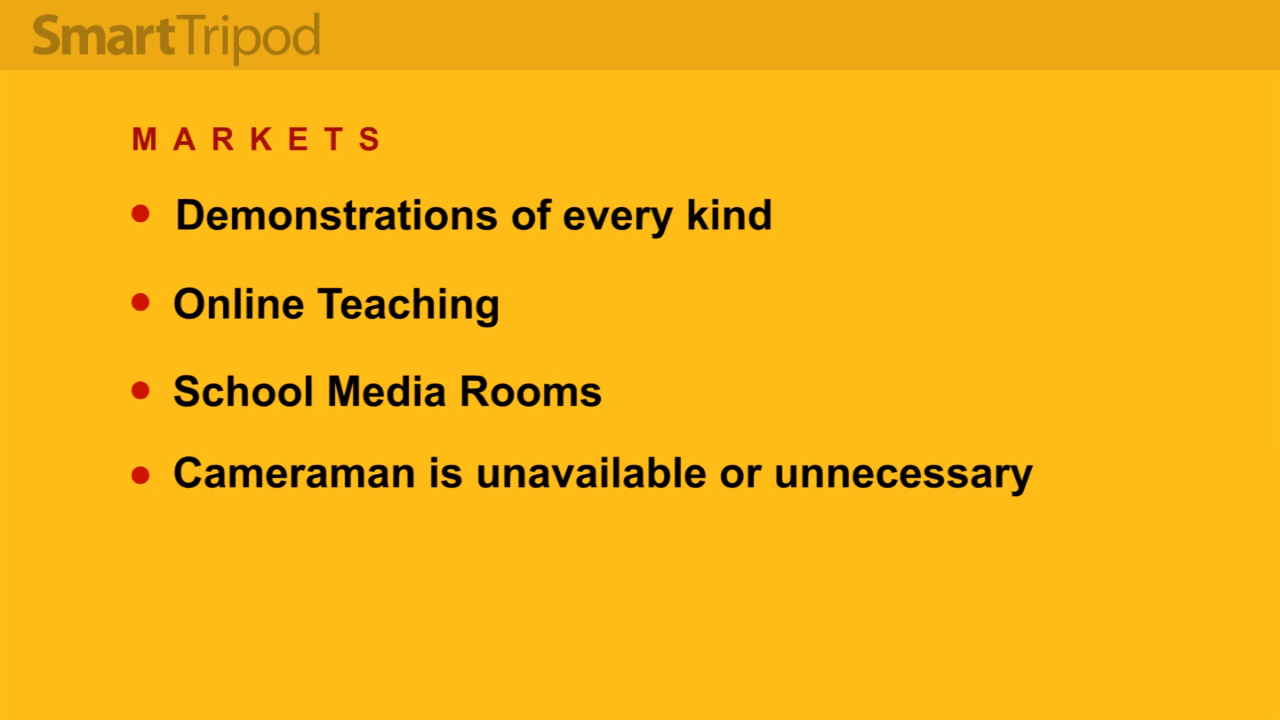 SmartTripod
MARKETS
Demonstrations of every kind
Online Teaching
School Media Rooms
Cameraman is unavailable or unnecessary